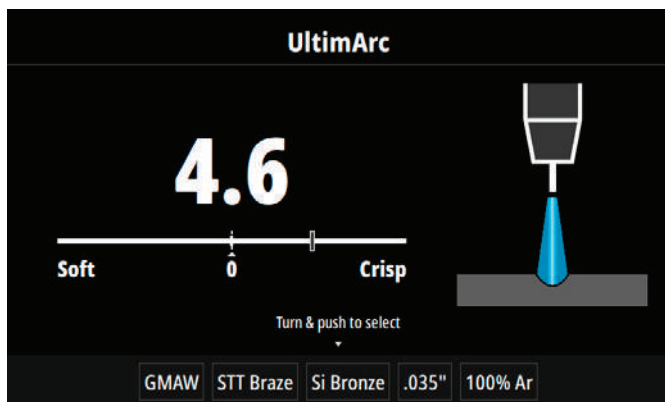 UltimArc
4.6
Soft 0 Crisp
Turn & push to select
GMAW STT Braze Si Bronze .035" 100% Ar